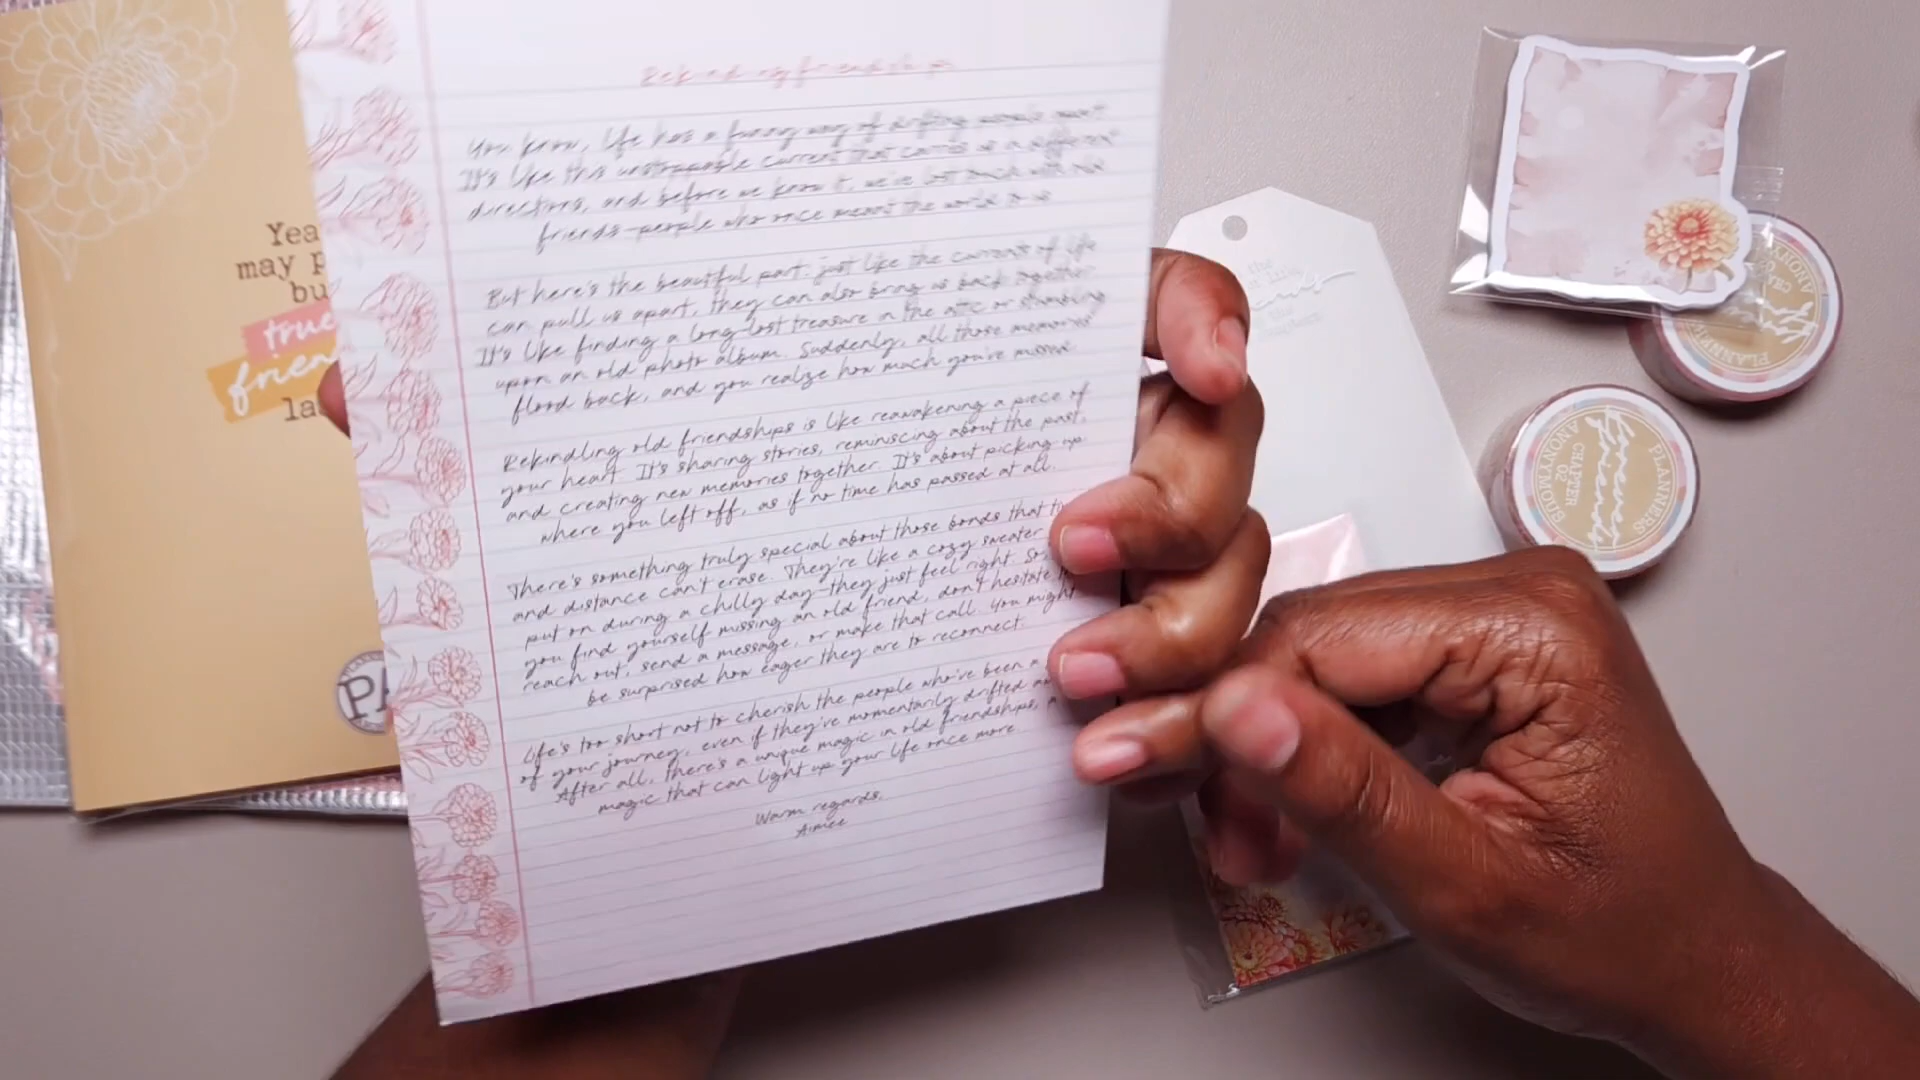 Rekindling friendships
You know, life has a funny way of drifting people apart.
It's like this unstoppable current that carries us in different
directions, and before we know it, we've lost touch with old
friends-people who once meant the world to us
But here's the beautiful part: just like the currents of life
can pull us apart, they can also bring us back together.
It's like finding a long-lost treasure in the attic or stumbling
upon an old photo album. Suddenly, all those memories
flood back, and you realize how much you've missed
Rekindling old friendships is like reawakening a piece of
your heart. It's sharing stories, reminiscing about the past,
and creating new memories together. It's about picking up
where you left off, as if no time has passed at all.
There's something truly special about those bonds that
and distance can't erase. They're like a cozy sweater
put on during a chilly day-they just feel right. So,
you find yourself missing an old friend, don't hesitate
reach out, send a message, or make that call. You might
be surprised how eager they are to reconnect.
Life's too short not to cherish the people who've been a
of your journey, even if they've momentarily drifted
After all, there's a unique magic in old friendships,
magic that can light up your life once more.
Warm regards,
Aimee
may
true
PLANNERS
ANONYMOUS
CHAPTER
02
forever
friends